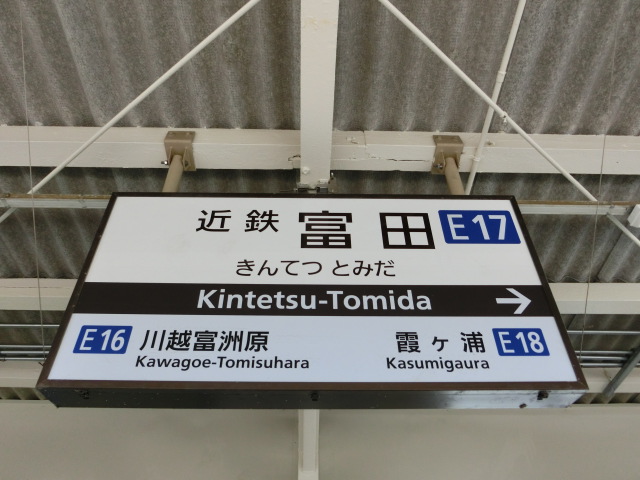 近鉄 富田 E17
きんてつ とみだ
Kintetsu-Tomida →
E16 川越富洲原 霞ヶ浦 E18
Kawagoe-Tomisuhara Kasumigaura